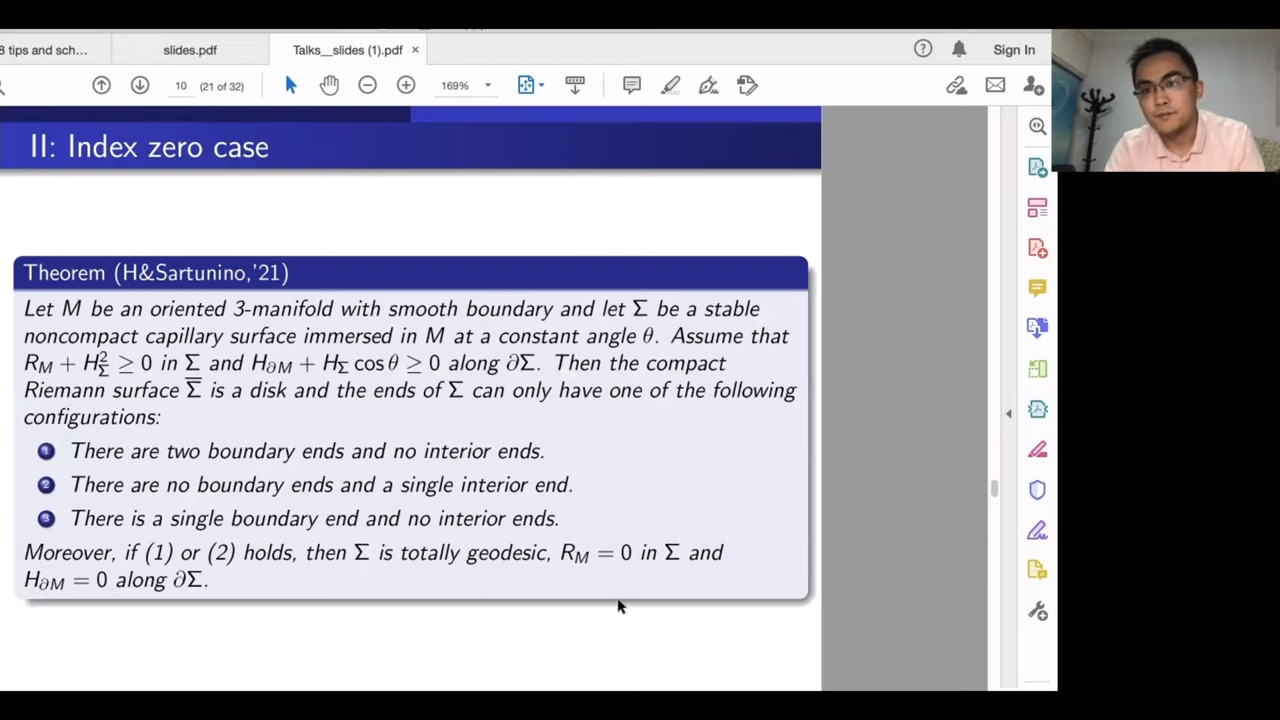 8 tips and sch...
slides.pdf
Talks__slides (1).pdf ×
Sign In
10 (21 of 32)
169%
II: Index zero case
Theorem (H&Sartunino,'21)
Let M be an oriented 3-manifold with smooth boundary and let Σ be a stable
noncompact capillary surface immersed in M at a constant angle θ. Assume that
R_M + H_Σ^2 ≥ 0 in Σ and H_∂M + H_Σ cos θ ≥ 0 along ∂Σ. Then the compact
Riemann surface Σ̅ is a disk and the ends of Σ can only have one of the following
configurations:
1 There are two boundary ends and no interior ends.
2 There are no boundary ends and a single interior end.
3 There is a single boundary end and no interior ends.
Moreover, if (1) or (2) holds, then Σ is totally geodesic, R_M = 0 in Σ and
H_∂M = 0 along ∂Σ.